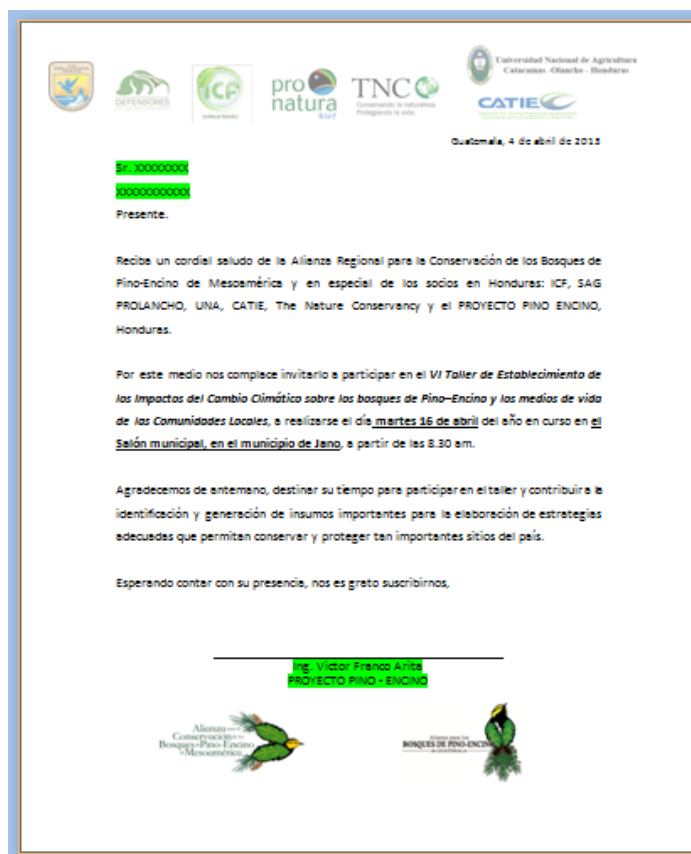 DEFENSORES
ICF
pro
natura
sur
TNC
Conservando la naturaleza.
Protegiendo la vida.
Universidad Nacional de Agricultura
Catacamas -Olancho - Honduras
CATIE
Guatemala, 4 de abril de 2013
Sr. XXXXXXXX
XXXXXXXXXXXX
Presente.
Reciba un cordial saludo de la Alianza Regional para la Conservación de los Bosques de
Pino-Encino de Mesoamérica y en especial de los socios en Honduras: ICF, SAG
PROLANCHO, UNA, CATIE, The Nature Conservancy y el PROYECTO PINO ENCINO,
Honduras.
Por este medio nos complace invitarlo a participar en el VI Taller de Establecimiento de
los Impactos del Cambio Climático sobre los bosques de Pino–Encino y los medios de vida
de las Comunidades Locales, a realizarse el día martes 16 de abril del año en curso en el
Salón municipal, en el municipio de Jano, a partir de las 8.30 am.
Agradecemos de antemano, destinar su tiempo para participar en el taller y contribuir a la
identificación y generación de insumos importantes para la elaboración de estrategias
adecuadas que permitan conservar y proteger tan importantes sitios del país.
Esperando contar con su presencia, nos es grato suscribirnos,
Ing. Víctor Franco Arita
PROYECTO PINO - ENCINO
Alianza para la
Conservación de los
Bosques de Pino-Encino
de Mesoamérica
Alianza para los
BOSQUES DE PINO-ENCINO
de GUATEMALA